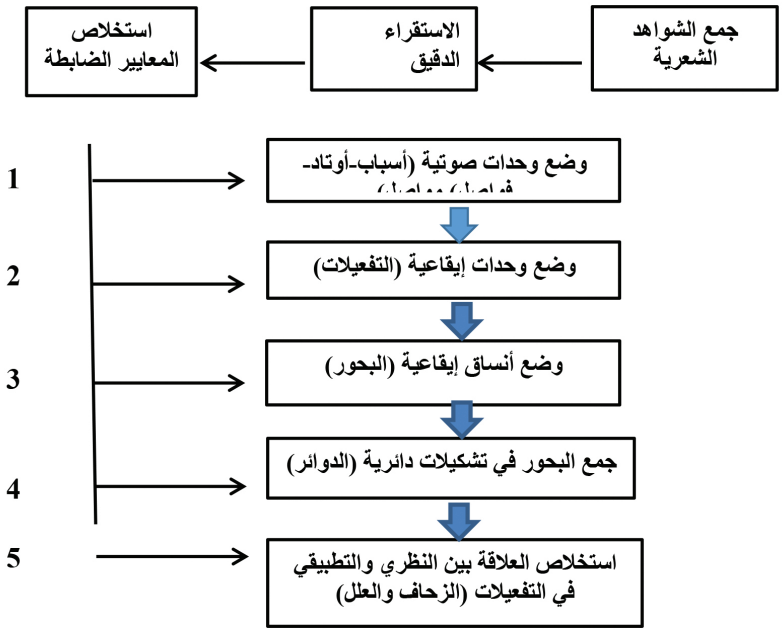 جمع الشواهد
الشعرية
الاستقراء
الدقيق
استخلاص
المعايير الضابطة
1
وضع وحدات صوتية (أسباب-أوتاد-
2
وضع وحدات إيقاعية (التفعيلات)
3
وضع أنساق إيقاعية (البحور)
4
جمع البحور في تشكيلات دائرية (الدوائر)
5
استخلاص العلاقة بين النظري والتطبيقي
في التفعيلات (الزحاف والعلل)